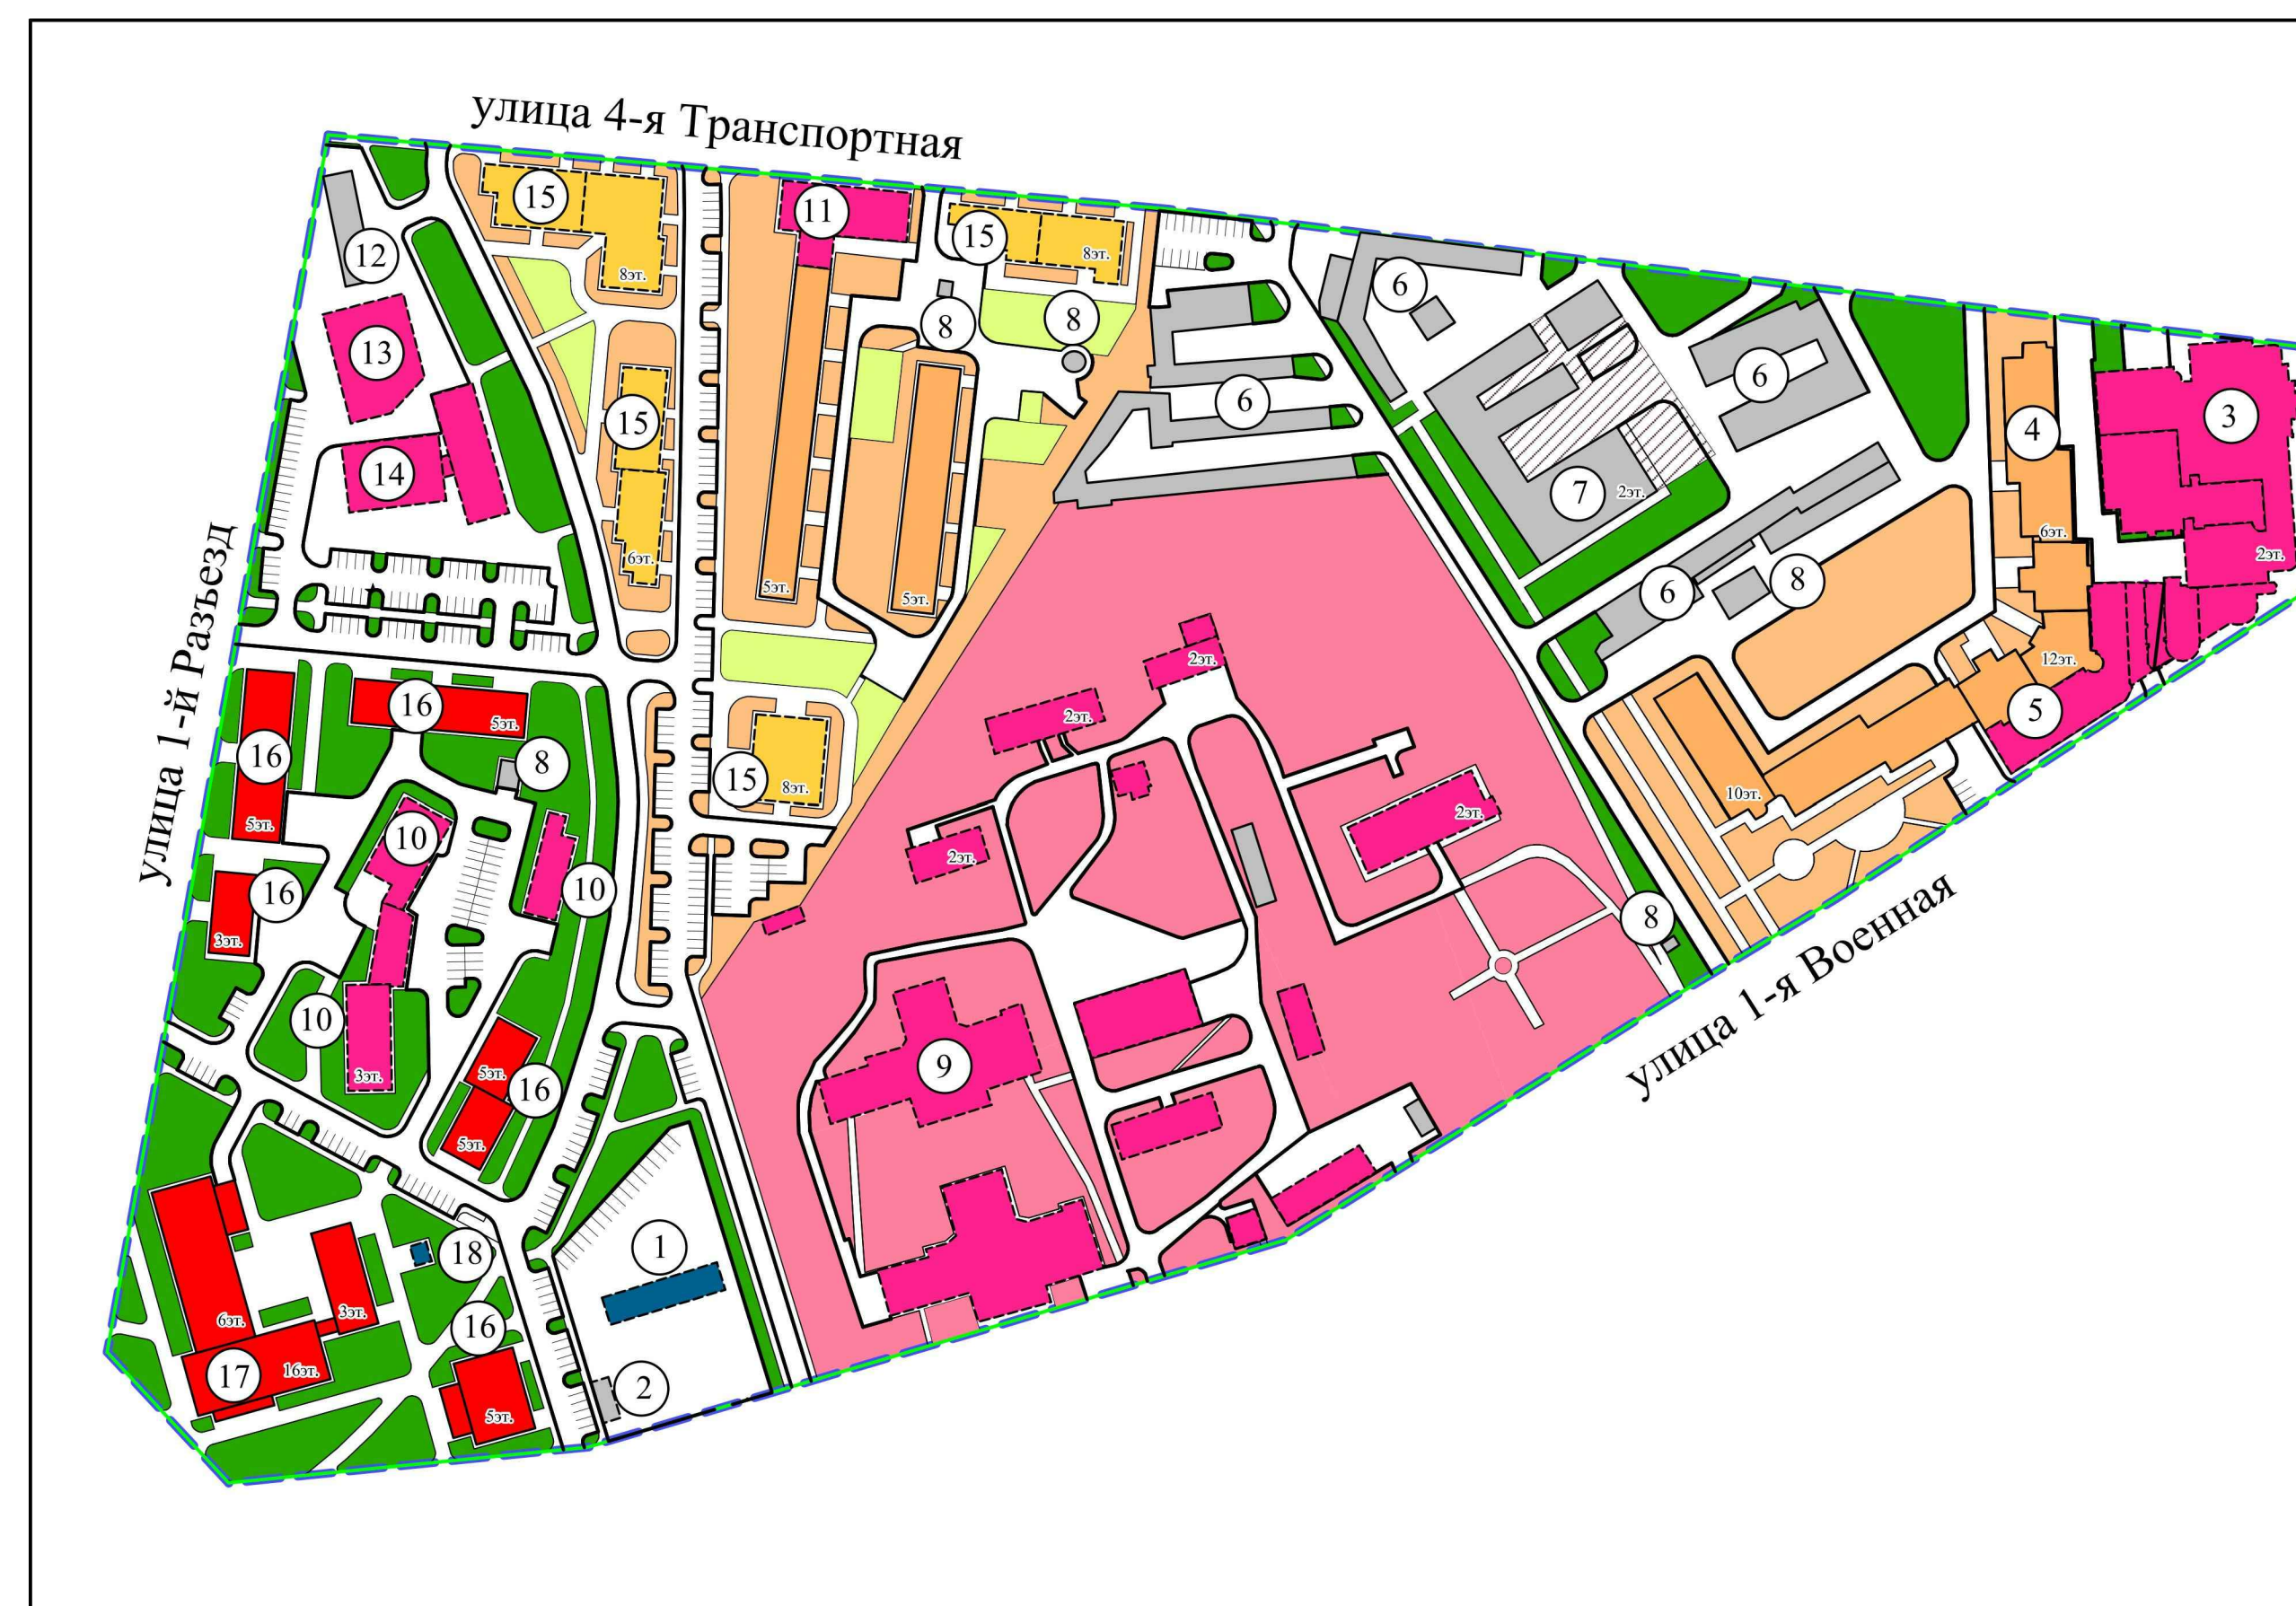 улица 4-я Транспортная
15
11
15
8эт.
8эт.
12
6
8
8
13
6
6
3
15
4
14
7
2эт.
6эт.
2эт.
6эт.
5эт.
5эт.
6
8
улица 1-й Разъезд
2эт.
12эт.
16
5эт.
2эт.
5
16
8
15
8эт.
10эт.
5эт.
10
2эт.
2эт.
16
10
3эт.
8
улица 1-я Военная
10
9
3эт.
5эт.
16
5эт.
18
1
6эт.
3эт.
16
17
16эт.
2
5эт.